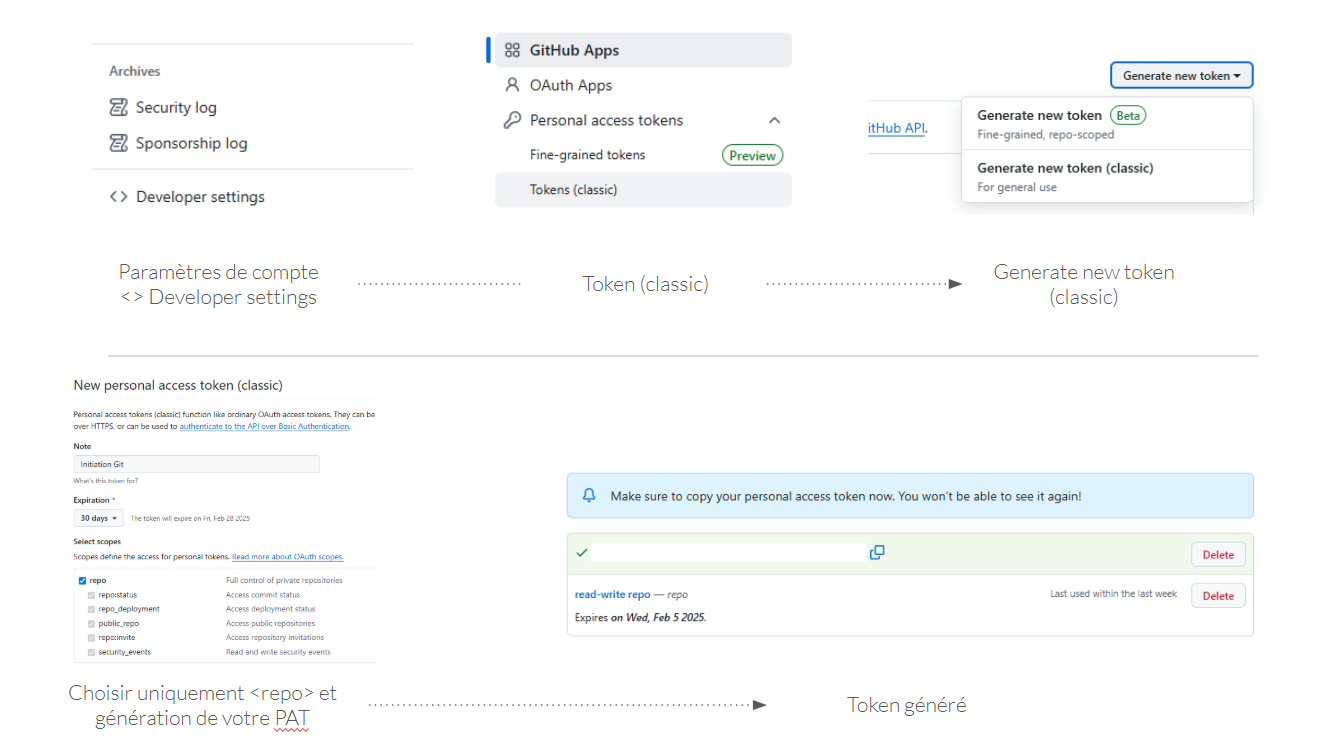 Archives
Security log
Sponsorship log
<> Developer settings
GitHub Apps
OAuth Apps
Personal access tokens
Fine-grained tokens Preview
Tokens (classic)
Generate new token
itHub API.
Generate new token Beta
Fine-grained, repo-scoped
Generate new token (classic)
For general use
Paramètres de compte
<> Developer settings
Token (classic)
Generate new token
(classic)
New personal access token (classic)
Personal access tokens (classic) function like ordinary OAuth access tokens. They can be
over HTTPS, or can be used to authenticate to the API over Basic Authentication.
Note
Initiation Git
What's this token for?
Expiration *
30 days The token will expire on Fri, Feb 28 2025
Select scopes
Scopes define the access for personal tokens. Read more about OAuth scopes.
repo Full control of private repositories
repo:status Access commit status
repo_deployment Access deployment status
public_repo Access public repositories
repo:invite Access repository invitations
security_events Read and write security events
Make sure to copy your personal access token now. You won't be able to see it again!
Delete
read-write repo — repo Last used within the last week Delete
Expires on Wed, Feb 5 2025.
Choisir uniquement <repo> et
génération de votre PAT
Token généré